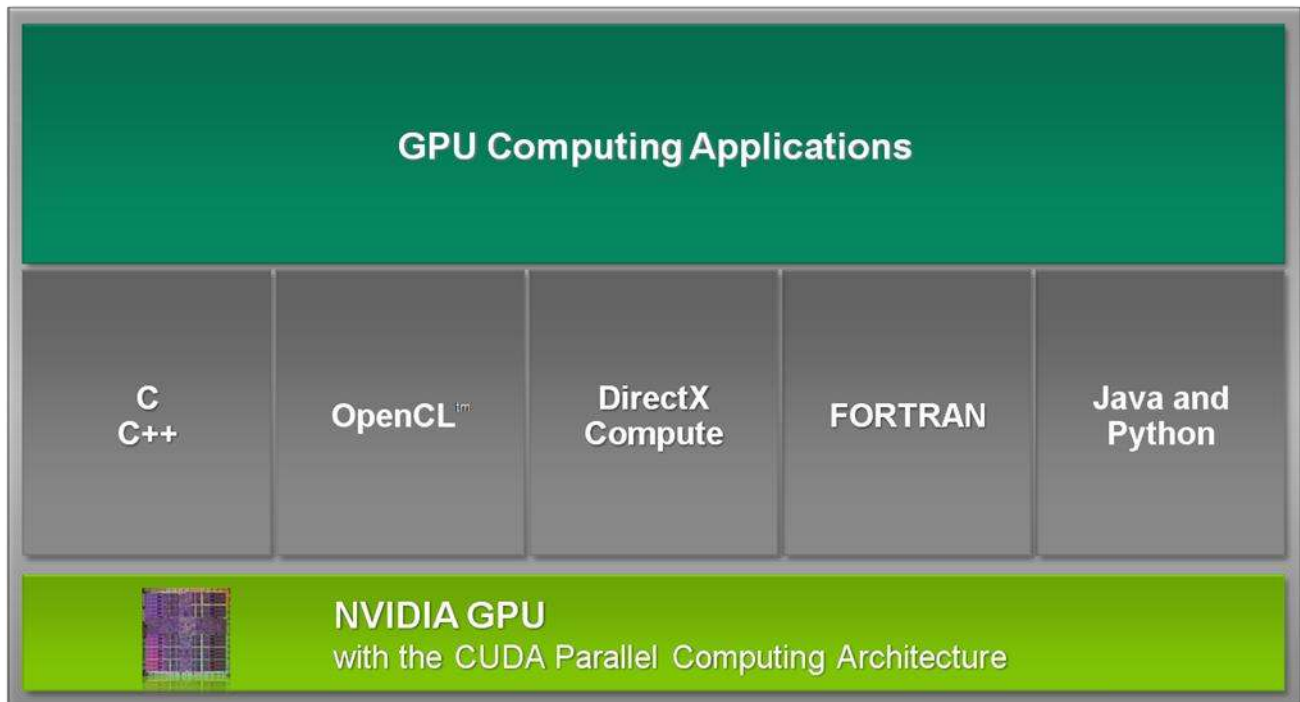 GPU Computing Applications
C
C++
OpenCL™
DirectX
Compute
FORTRAN
Java and
Python
NVIDIA GPU
with the CUDA Parallel Computing Architecture